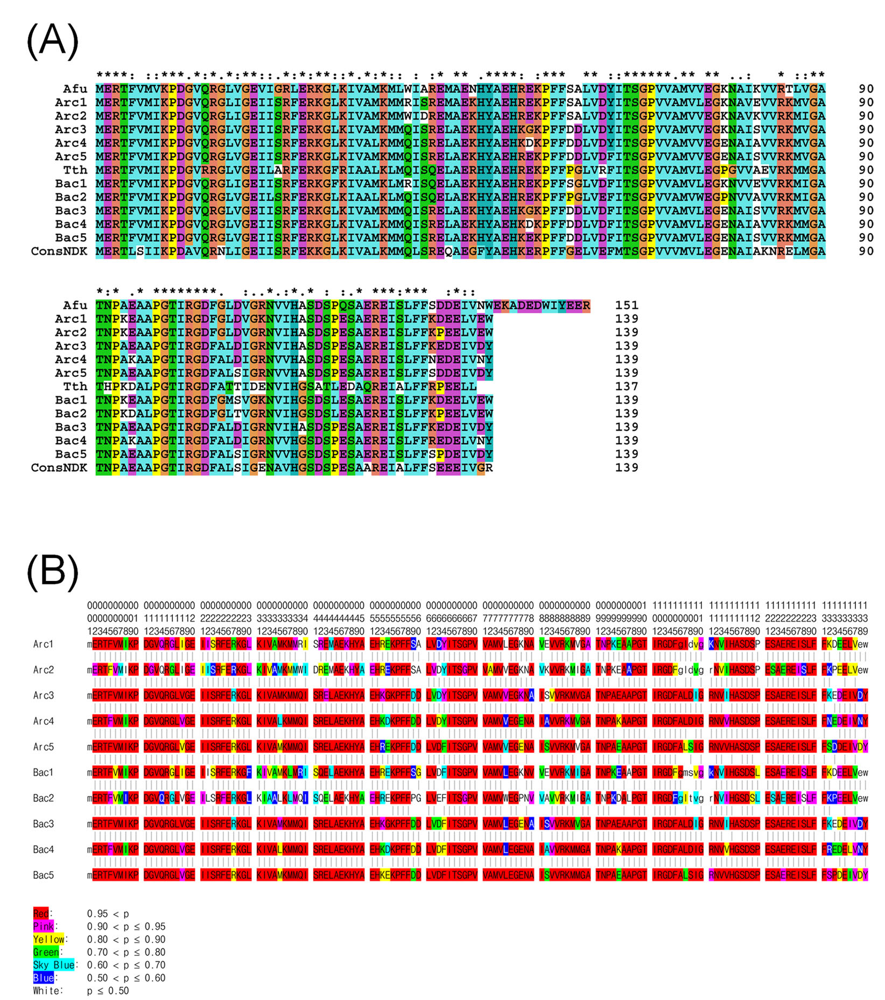 (A)
****: ::***.*:*.*:**::.*:*:**::*.*:*:: : :* ** .****: :*** ** ::******.** ** ..: * ::**
Afu MERTFVMVKPDGVQRGLVGEVIGRLERKGLKIVAMKMLWIAREMAENHYAEHREKPFFSALVDYITSGPVVAMVVEGKNAIKVVRTLVGA 90
Arc1 MERTFVMIKPDGVQRGLIGEIISRFERKGLKIVAMKMMRISREMAEKHYAEHREKPFFSALVDYITSGPVVAMVLEGKNAVEVVRKMVGA 90
Arc2 MERTFVMIKPDGVQRGLIGEIISRFERKGLKIVAMKMMWIDREMAEKHYAEHREKPFFSALVDYITSGPVVAMVVEGKNAVKVVRKMIGA 90
Arc3 MERTFVMIKPDGVQRGLVGEIISRFERKGLKIVAMKMMQISRELAEKHYAEHKGKPFFDDLVDYITSGPVVAMVVEGKNAISVVRKMVGA 90
Arc4 MERTFVMIKPDGVQRGLVGEIISRFERKGLKIVALKMMQISRELAEKHYAEHKDKPFFDDLVDYITSGPVVAMVVEGENAIAVVRKMVGA 90
Arc5 MERTFVMIKPDGVQRGLVGEIISRFERKGLKIVAMKMMQISRELAEKHYAEHREKPFFDDLVDFITSGPVVAMVVEGENAISVVRKMVGA 90
Tth MERTFVMIKPDGVRRGLVGEILARFERKGFRIAALKLMQISQELAERHYAEHREKPFFPGLVRFITSGPVVAMVLEGPGVVAEVRKMMGA 90
Bac1 MERTFVMIKPDGVQRGLIGEIISRFERKGFKIVAMKLMRISQELAEKHYAEHREKPFFSGLVDFITSGPVVAMVLEGKNVVEVVRKMIGA 90
Bac2 MERTFVMIKPDGVQRGLVGEILSRFERKGLKIAALKLMQISQELAEKHYAEHREKPFFPGLVEFITSGPVVAMVWEGPNVVAVVRKMIGA 90
Bac3 MERTFVMIKPDGVQRGLVGEIISRFERKGLKIVAMKMMQISRELAEKHYAEHKGKPFFDDLVDFITSGPVVAMVLEGENAISVVRKMVGA 90
Bac4 MERTFVMIKPDGVQRGLVGEIISRFERKGLKIVALKMMQISRELAEKHYAEHKDKPFFDDLVDFITSGPVVAMVLEGENAIAVVRKMMGA 90
Bac5 MERTFVMIKPDGVQRGLVGEIISRFERKGLKIVAMKMMQISRELAEKHYAEHKEKPFFDDLVDFITSGPVVAMVLEGENAISVVRKMMGA 90
ConsNDK MERTLSIIKPDAVQRNLIGEIISRFEKKGLKIVALKMMQLSREQAEGFYAEHKERPFFGELVEFMTSGPVVVMVLEGENAIAKNRELMGA 90
*:* .* ********. :..*.:*.* : :.* ***:*** :*::
Afu TNPAEAAPGTIRGDFGLDVGRNVVHASDSPQSAEREISLFFSDDEIVNWEKADEDWIYEER 151
Arc1 TNPKEAAPGTIRGDFGLDVGKNVIHASDSPESAEREISLFFKDEELVEW 139
Arc2 TNPKEAAPGTIRGDFGLDVGRNVIHASDSPESAEREISLFFKPEELVEW 139
Arc3 TNPAEAAPGTIRGDFALDIGRNVIHASDSPESAEREISLFFKEDEIVDY 139
Arc4 TNPAKAAPGTIRGDFALDIGRNVVHASDSPESAEREISLFFNEDEIVNY 139
Arc5 TNPAEAAPGTIRGDFALSIGRNVVHASDSPESAEREISLFFSDDEIVDY 139
Tth THPKDALPGTIRGDFATTIDENVIHGSATLEDAQREIALFFRPEELL 137
Bac1 TNPKEAAPGTIRGDFGMSVGKNVIHGSDSLESAEREISLFFKDEELVEW 139
Bac2 TNPKDALPGTIRGDFGLTVGRNVIHGSDSLESAEREISLFFKPEELVEW 139
Bac3 TNPAEAAPGTIRGDFALDIGRNVIHASDSPESAEREISLFFKEDEIVDY 139
Bac4 TNPAKAAPGTIRGDFALDIGRNVVHGSDSPESAEREISLFFREDELVNY 139
Bac5 TNPAEAAPGTIRGDFALSIGRNVVHGSDSPESAEREISLFFSPDEIVDY 139
ConsNDK TNPAEAAPGTIRGDFALSIGENAVHGSDSPESAAREIALFFSEEEIVGR 139
(B)
0000000000 0000000000 0000000000 0000000000 0000000000 0000000000 0000000000 0000000000 0000000000 0000000001 1111111111 1111111111 1111111111 111111111
0000000001 1111111112 2222222223 3333333334 4444444445 5555555556 6666666667 7777777778 8888888889 9999999990 0000000001 1111111112 2222222223 333333333
1234567890 1234567890 1234567890 1234567890 1234567890 1234567890 1234567890 1234567890 1234567890 1234567890 1234567890 1234567890 1234567890 123456789
Arc1 mERTFVMIKP DGVQRGLIGE IISRFERKGL KIVAMKMMRI SREMAEKHYA EHREKPFFSA LVDYITSGPV VAMVLEGKNA VEVVRKMVGA TNPKEAAPGT IRGDFgldvg KNVIHASDSP ESAEREISLF FKDEELVew
Arc2 mERTFVMIKP DGVQRGLIGE IISRFERKGL KIVAMKMMWI DREMAEKHYA EHREKPFFSA LVDYITSGPV VAMVVEGKNA VKVVRKMIGA TNPKEAAPGT IRGDFgldvg rNVIHASDSP ESAEREISLF FKPEELVew
Arc3 mERTFVMIKP DGVQRGLVGE IISRFERKGL KIVAMKMMQI SRELAEKHYA EHKGKPFFDD LVDYITSGPV VAMVVEGKNA ISVVRKMVGA TNPAEAAPGT IRGDFALDIG RNVIHASDSP ESAEREISLF FKEDEIVDY
Arc4 mERTFVMIKP DGVQRGLVGE IISRFERKGL KIVALKMMQI SRELAEKHYA EHKDKPFFDD LVDYITSGPV VAMVVEGENA IAVVRKMVGA TNPAKAAPGT IRGDFALDIG RNVVHASDSP ESAEREISLF FNEDEIVNY
Arc5 mERTFVMIKP DGVQRGLVGE IISRFERKGL KIVAMKMMQI SRELAEKHYA EHREKPFFDD LVDFITSGPV VAMVVEGENA ISVVRKMVGA TNPAEAAPGT IRGDFALSIG RNVVHASDSP ESAEREISLF FSDDEIVDY
Bac1 mERTFVMIKP DGVQRGLIGE IISRFERKGF KIVAMKLMRI SQELAEKHYA EHREKPFFSG LVDFITSGPV VAMVLEGKNV VEVVRKMIGA TNPKEAAPGT IRGDFgmsvg kNVIHGSDSL ESAEREISLF FKDEELVew
Bac2 mERTFVMIKP DGVQRGLVGE ILSRFERKGL KIAALKLMQI SQELAEKHYA EHREKPFFPG LVEFITSGPV VAMVWEGPNV VAVVRKMIGA TNPKDALPGT IRGDFgltvg rNVIHGSDSL ESAEREISLF FKPEELVew
Bac3 mERTFVMIKP DGVQRGLVGE IISRFERKGL KIVAMKMMQI SRELAEKHYA EHKGKPFFDD LVDFITSGPV VAMVLEGENA ISVVRKMVGA TNPAEAAPGT IRGDFALDIG RNVIHASDSP ESAEREISLF FKEDEIVDY
Bac4 mERTFVMIKP DGVQRGLVGE IISRFERKGL KIVALKMMQI SRELAEKHYA EHKDKPFFDD LVDFITSGPV VAMVLEGENA IAVVRKMMGA TNPAKAAPGT IRGDFALDIG RNVVHGSDSP ESAEREISLF FREDELVNY
Bac5 mERTFVMIKP DGVQRGLVGE IISRFERKGL KIVAMKMMQI SRELAEKHYA EHKEKPFFDD LVDFITSGPV VAMVLEGENA ISVVRKMMGA TNPAEAAPGT IRGDFALSIG RNVVHGSDSP ESAEREISLF FSPDEIVDY
Red: 0.95 < p
Pink: 0.90 < p ≤ 0.95
Yellow: 0.80 < p ≤ 0.90
Green: 0.70 < p ≤ 0.80
Sky Blue: 0.60 < p ≤ 0.70
Blue: 0.50 < p ≤ 0.60
White: p ≤ 0.50